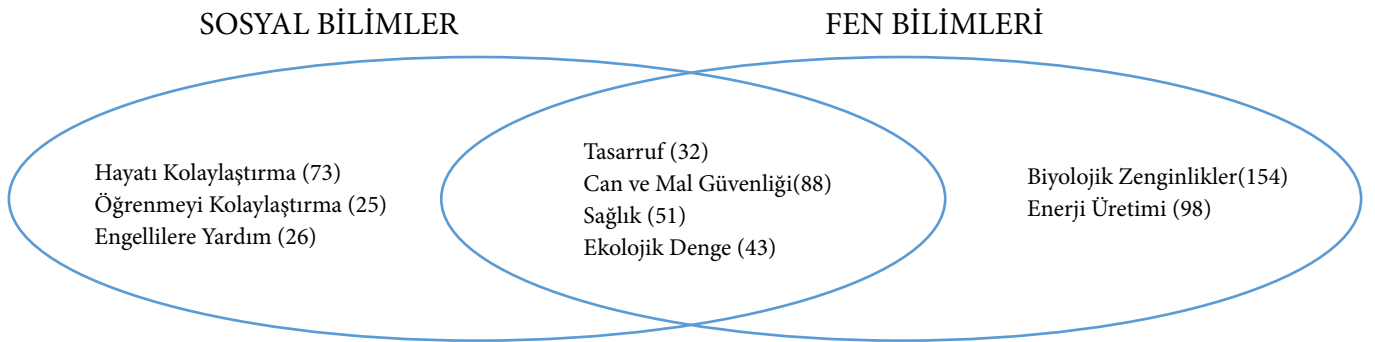 SOSYAL BİLİMLER
FEN BİLİMLERİ
Hayatı Kolaylaştırma (73)
Öğrenmeyi Kolaylaştırma (25)
Engellilere Yardım (26)
Tasarruf (32)
Can ve Mal Güvenliği(88)
Sağlık (51)
Ekolojik Denge (43)
Biyolojik Zenginlikler(154)
Enerji Üretimi (98)